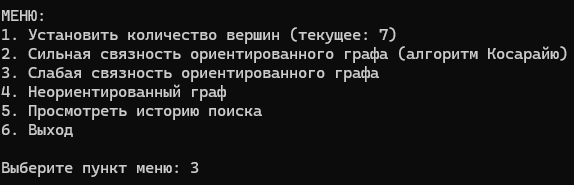 МЕНЮ:
1. Установить количество вершин (текущее: 7)
2. Сильная связность ориентированного графа (алгоритм Косарайю)
3. Слабая связность ориентированного графа
4. Неориентированный граф
5. Просмотреть историю поиска
6. Выход
Выберите пункт меню: 3